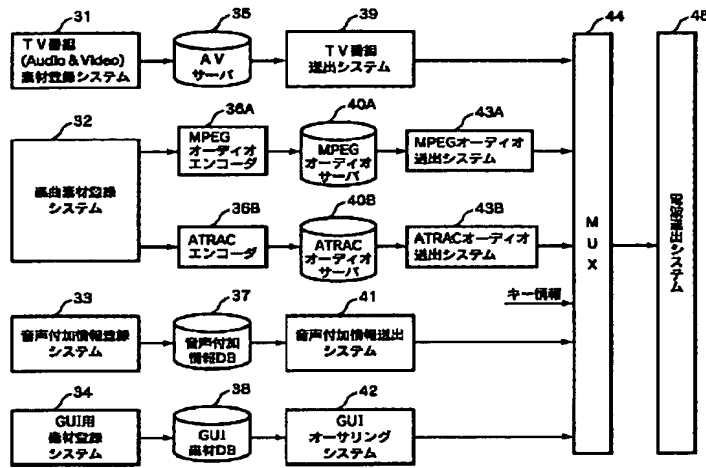 31
TV番組
(Audio & Video)
素材登録システム
35
AV
サーバ
39
TV番組
送出システム
44
MUX
45
32
楽曲素材登録
システム
36A
MPEG
オーディオ
エンコーダ
40A
MPEG
オーディオ
サーバ
43A
MPEGオーディオ
送出システム
36B
ATRAC
エンコーダ
40B
ATRAC
オーディオ
サーバ
43B
ATRACオーディオ
送出システム
キー情報
33
音声付加情報登録
システム
37
音声付加
情報DB
41
音声付加情報送出
システム
34
GUI用
素材登録
システム
38
GUI
素材DB
42
GUI
オーサリング
システム